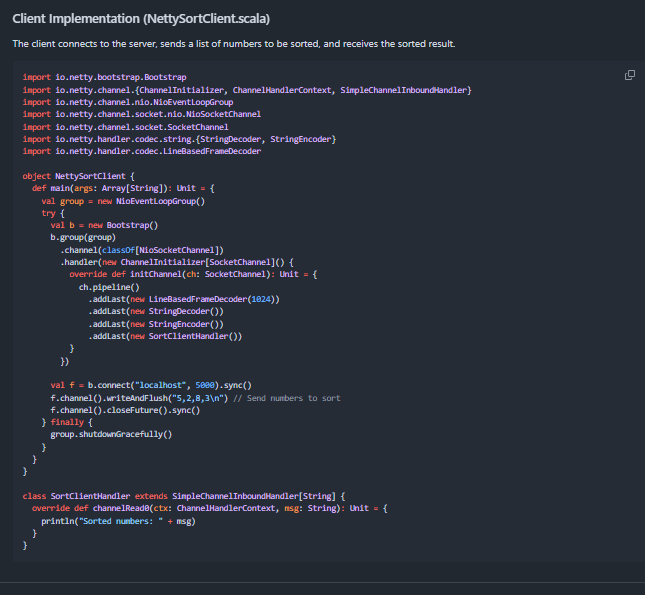 Client Implementation (NettySortClient.scala)
The client connects to the server, sends a list of numbers to be sorted, and receives the sorted result.
import io.netty.bootstrap.Bootstrap
import io.netty.channel.{ChannelInitializer, ChannelHandlerContext, SimpleChannelInboundHandler}
import io.netty.channel.nio.NioEventLoopGroup
import io.netty.channel.socket.nio.NioSocketChannel
import io.netty.channel.socket.SocketChannel
import io.netty.handler.codec.string.{StringDecoder, StringEncoder}
import io.netty.handler.codec.LineBasedFrameDecoder
object NettySortClient {
  def main(args: Array[String]): Unit = {
    val group = new NioEventLoopGroup()
    try {
      val b = new Bootstrap()
      b.group(group)
        .channel(classOf[NioSocketChannel])
        .handler(new ChannelInitializer[SocketChannel]() {
          override def initChannel(ch: SocketChannel): Unit = {
            ch.pipeline()
              .addLast(new LineBasedFrameDecoder(1024))
              .addLast(new StringDecoder())
              .addLast(new StringEncoder())
              .addLast(new SortClientHandler())
          }
        })
      val f = b.connect("localhost", 5000).sync()
      f.channel().writeAndFlush("5,2,8,3\n") // Send numbers to sort
      f.channel().closeFuture().sync()
    } finally {
      group.shutdownGracefully()
    }
  }
}
class SortClientHandler extends SimpleChannelInboundHandler[String] {
  override def channelRead0(ctx: ChannelHandlerContext, msg: String): Unit = {
    println("Sorted numbers: " + msg)
  }
}